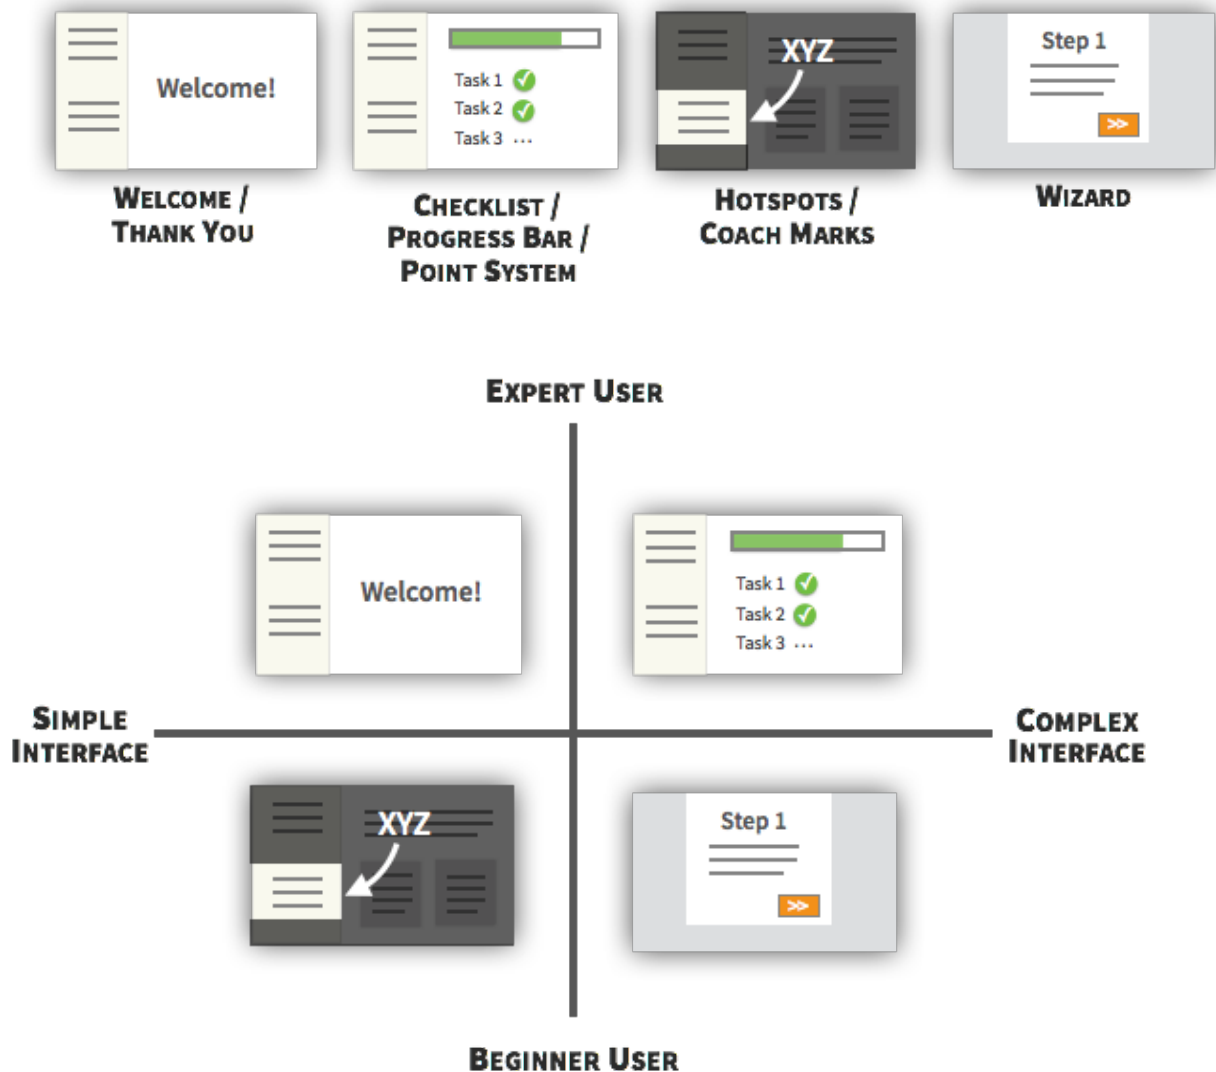 Welcome!
Task 1
Task 2
Task 3 ...
XYZ
Step 1
>>
WELCOME /
THANK YOU
CHECKLIST /
PROGRESS BAR /
POINT SYSTEM
HOTSPOTS /
COACH MARKS
WIZARD
EXPERT USER
Welcome!
Task 1
Task 2
Task 3 ...
SIMPLE
INTERFACE
COMPLEX
INTERFACE
XYZ
Step 1
>>
BEGINNER USER